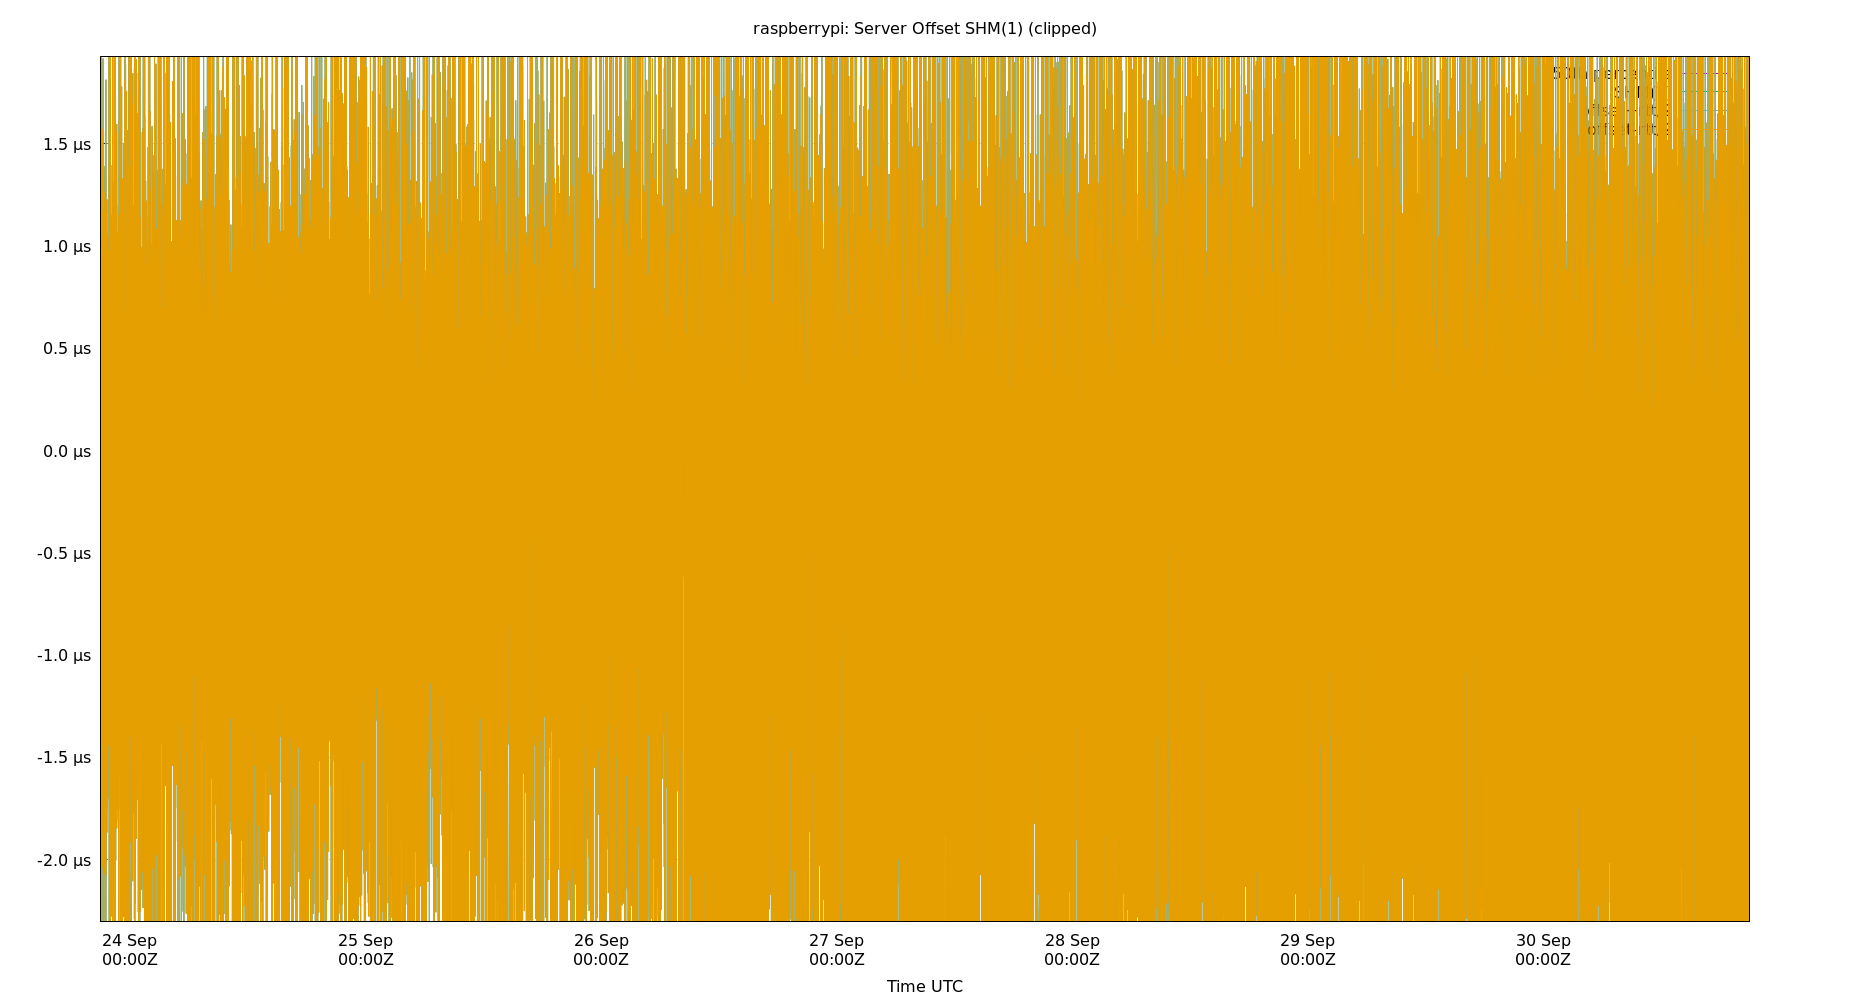 raspberrypi: Server Offset SHM(1) (clipped)
1.5 µs
1.0 µs
0.5 µs
0.0 µs
-0.5 µs
-1.0 µs
-1.5 µs
-2.0 µs
24 Sep 25 Sep 26 Sep 27 Sep 28 Sep 29 Sep 30 Sep
00:00Z 00:00Z 00:00Z 00:00Z 00:00Z 00:00Z 00:00Z
Time UTC